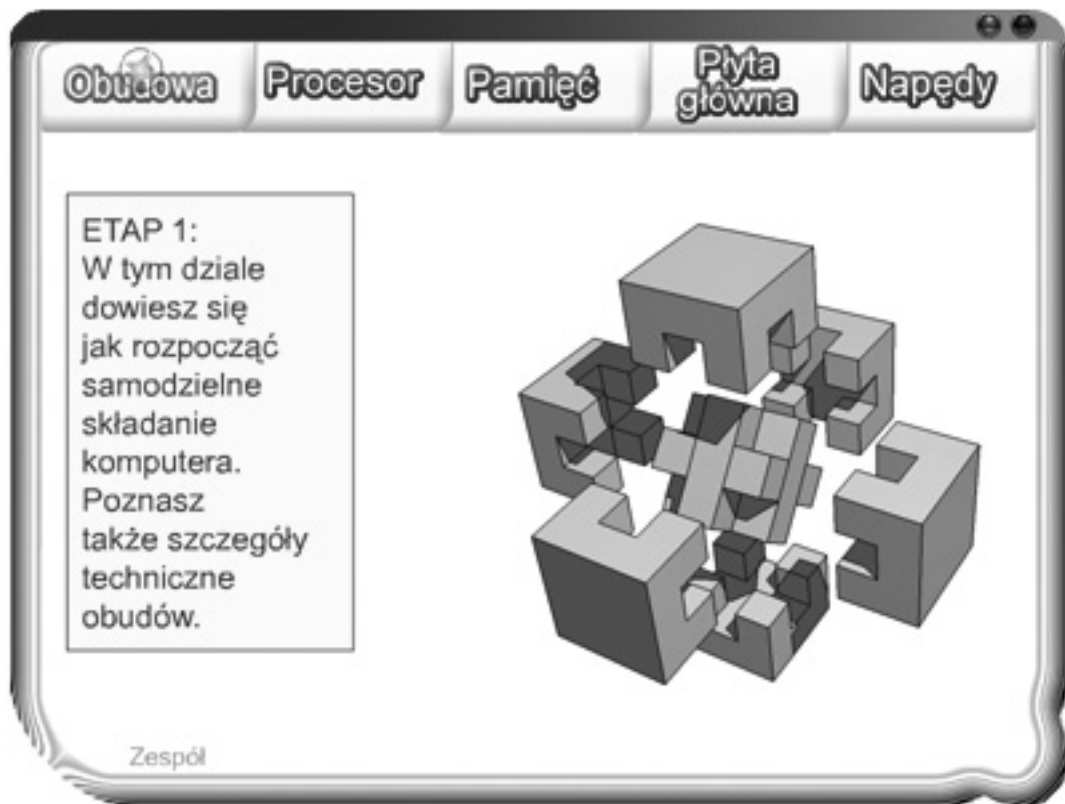 Obudowa
Procesor
Pamięć
Płyta
główna
Napędy
ETAP 1:
W tym dziale
dowiesz się
jak rozpocząć
samodzielne
składanie
komputera.
Poznasz
także szczegóły
techniczne
obudów.
Zespół